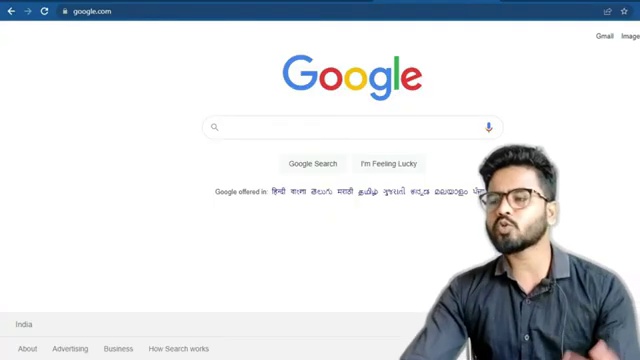 google.com
Gmail Image
Google
Google Search I'm Feeling Lucky
Google offered in: हिन्दी বাংলা తెలుగు मराठी தமிழ் ગુજરાતી ಕನ್ನಡ മലയാളം
India
About Advertising Business How Search works